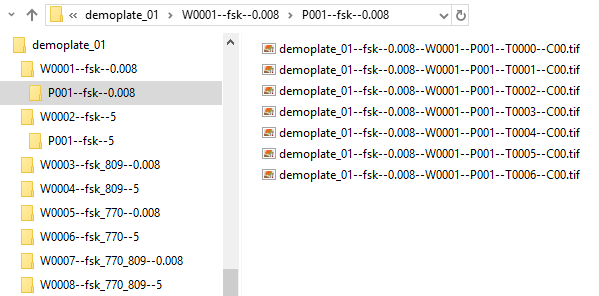 « demoplate_01 > W0001--fsk--0.008 > P001--fsk--0.008
demoplate_01
W0001--fsk--0.008
P001--fsk--0.008
W0002--fsk--5
P001--fsk--5
W0003--fsk_809--0.008
W0004--fsk_809--5
W0005--fsk_770--0.008
W0006--fsk_770--5
W0007--fsk_770_809--0.008
W0008--fsk_770_809--5
demoplate_01--fsk--0.008--W0001--P001--T0000--C00.tif
demoplate_01--fsk--0.008--W0001--P001--T0001--C00.tif
demoplate_01--fsk--0.008--W0001--P001--T0002--C00.tif
demoplate_01--fsk--0.008--W0001--P001--T0003--C00.tif
demoplate_01--fsk--0.008--W0001--P001--T0004--C00.tif
demoplate_01--fsk--0.008--W0001--P001--T0005--C00.tif
demoplate_01--fsk--0.008--W0001--P001--T0006--C00.tif